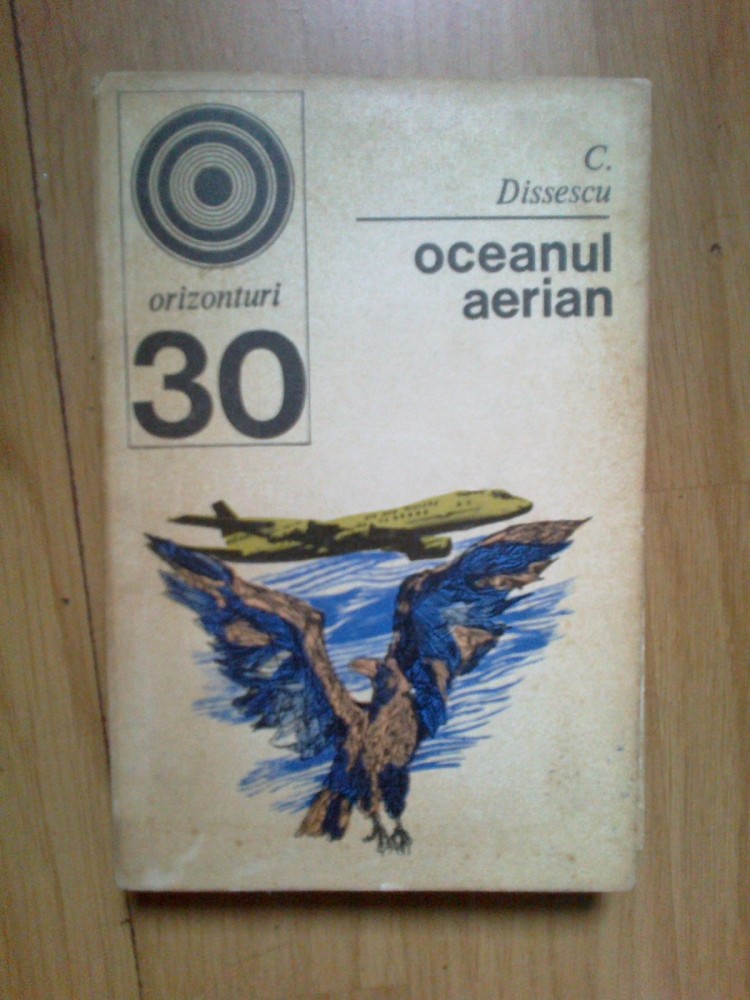 orizonturi
30
C.
Dissescu
oceanul
aerian